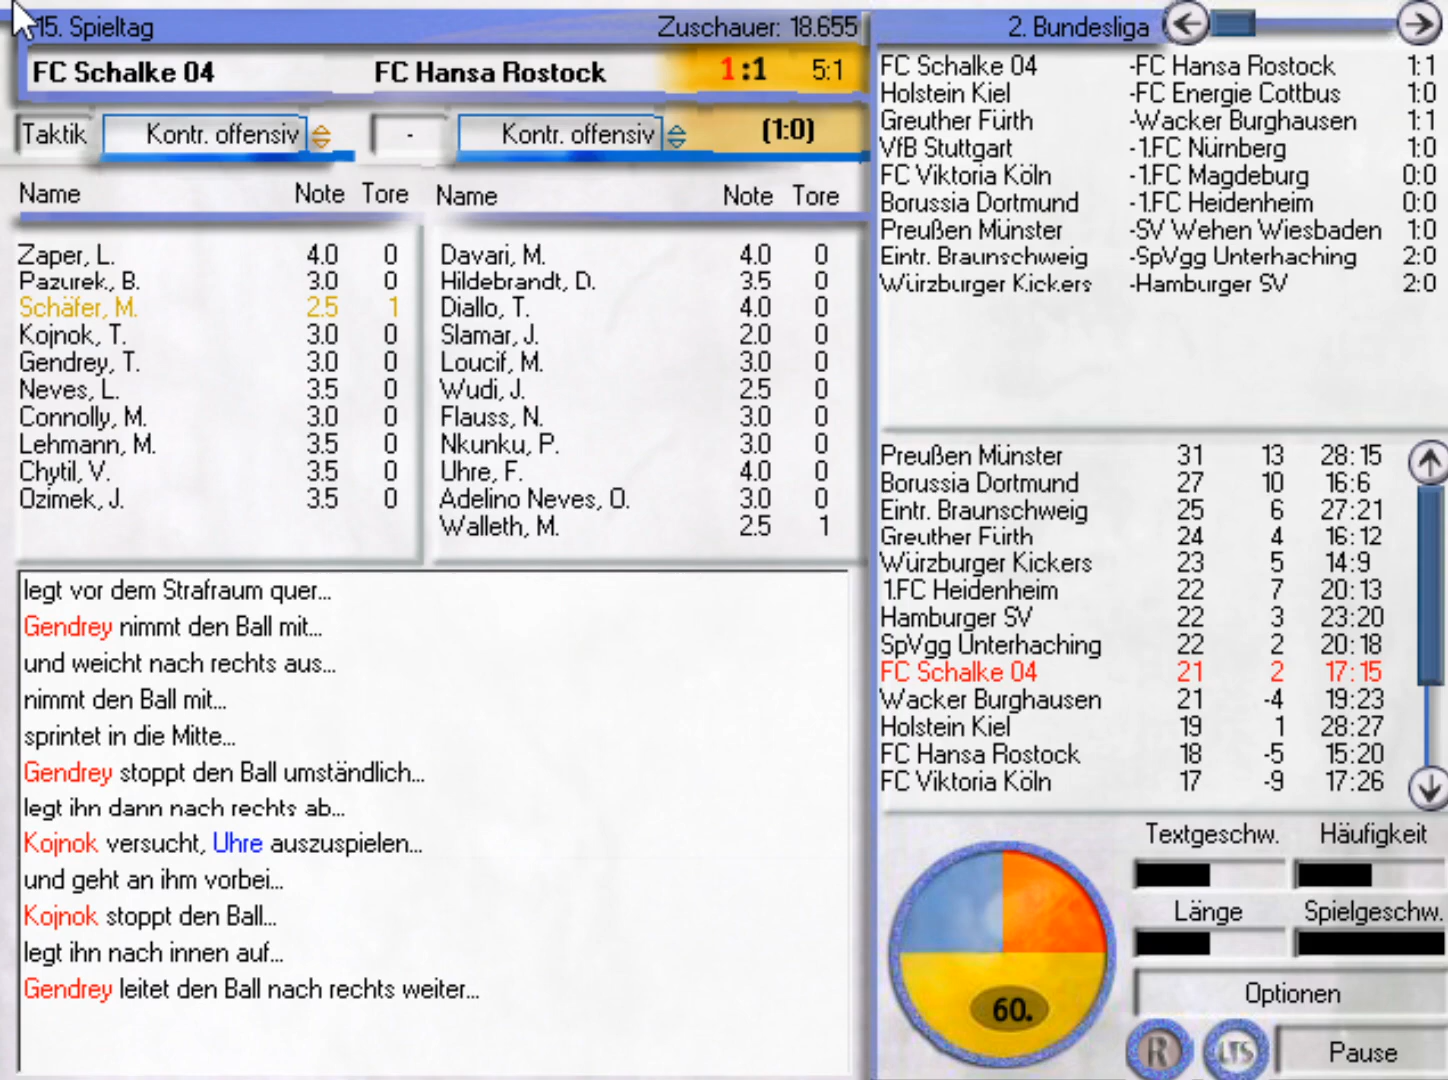 15. Spieltag Zuschauer: 18.655
FC Schalke 04 FC Hansa Rostock 1:1 5:1
Taktik Kontr. offensiv - Kontr. offensiv (1:0)
Name Note Tore Name Note Tore
Zaper, L. 4.0 0 Davari, M. 4.0 0
Pazurek, B. 3.0 0 Hildebrandt, D. 3.5 0
Schäfer, M. 2.5 1 Diallo, T. 4.0 0
Kojnok, T. 3.0 0 Slamar, J. 2.0 0
Gendrey, T. 3.0 0 Loucif, M. 3.0 0
Neves, L. 3.5 0 Wudi, J. 2.5 0
Connolly, M. 3.0 0 Flauss, N. 3.0 0
Lehmann, M. 3.5 0 Nkunku, P. 3.0 0
Chytil, V. 3.5 0 Uhre, F. 4.0 0
Ozimek, J. 3.5 0 Adelino Neves, O. 3.0 0
Walleth, M. 2.5 1
legt vor dem Strafraum quer...
Gendrey nimmt den Ball mit...
und weicht nach rechts aus...
nimmt den Ball mit...
sprintet in die Mitte...
Gendrey stoppt den Ball umständlich...
legt ihn dann nach rechts ab...
Kojnok versucht, Uhre auszuspielen...
und geht an ihm vorbei...
Kojnok stoppt den Ball...
legt ihn nach innen auf...
Gendrey leitet den Ball nach rechts weiter...
2. Bundesliga
FC Schalke 04 -FC Hansa Rostock 1:1
Holstein Kiel -FC Energie Cottbus 1:0
Greuther Fürth -Wacker Burghausen 1:1
VfB Stuttgart -1.FC Nürnberg 1:0
FC Viktoria Köln -1.FC Magdeburg 0:0
Borussia Dortmund -1.FC Heidenheim 0:0
Preußen Münster -SV Wehen Wiesbaden 1:0
Eintr. Braunschweig -SpVgg Unterhaching 2:0
Würzburger Kickers -Hamburger SV 2:0
Preußen Münster 31 13 28:15
Borussia Dortmund 27 10 16:6
Eintr. Braunschweig 25 6 27:21
Greuther Fürth 24 4 16:12
Würzburger Kickers 23 5 14:9
1.FC Heidenheim 22 7 20:13
Hamburger SV 22 3 23:20
SpVgg Unterhaching 22 2 20:18
FC Schalke 04 21 2 17:15
Wacker Burghausen 21 -4 19:23
Holstein Kiel 19 1 28:27
FC Hansa Rostock 18 -5 15:20
FC Viktoria Köln 17 -9 17:26
Textgeschw. Häufigkeit
Länge Spielgeschw.
60.
Optionen
R LTS Pause